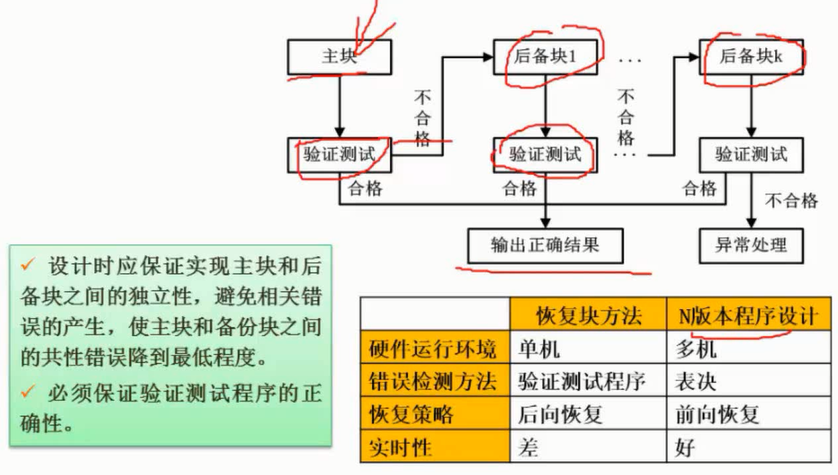 主块
后备块1
...
后备块k
不合格
不合格
验证测试
验证测试
...
验证测试
合格
合格
合格
不合格
输出正确结果
异常处理
✓ 设计时应保证实现主块和后
备块之间的独立性，避免相关错
误的产生，使主块和备份块之间
的共性错误降到最低程度。
✓ 必须保证验证测试程序的正
确性。
恢复块方法 N版本程序设计
硬件运行环境 单机 多机
错误检测方法 验证测试程序 表决
恢复策略 后向恢复 前向恢复
实时性 差 好